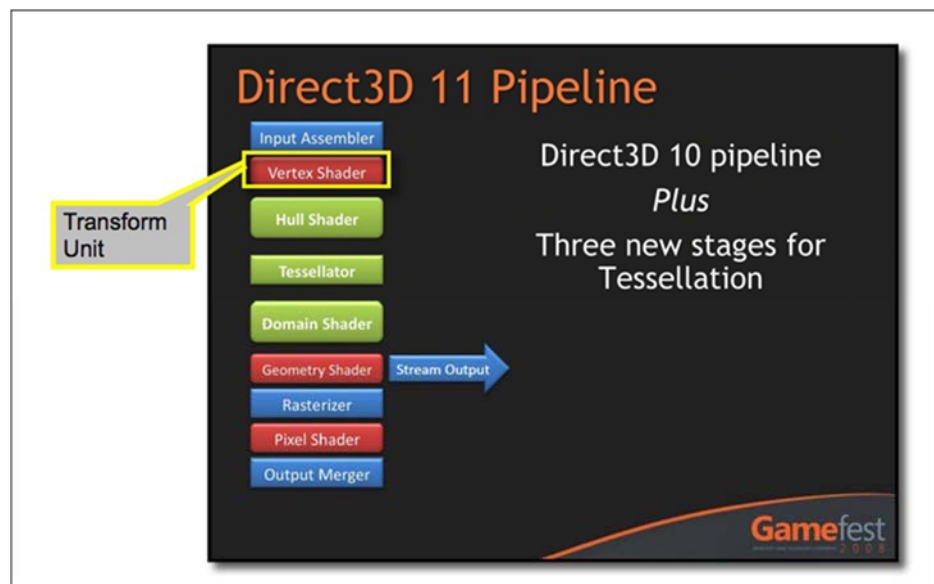 Direct3D 11 Pipeline
Input Assembler
Vertex Shader
Transform
Unit
Hull Shader
Tessellator
Domain Shader
Geometry Shader
Stream Output
Rasterizer
Pixel Shader
Output Merger
Direct3D 10 pipeline
Plus
Three new stages for
Tessellation
Gamefest
2008